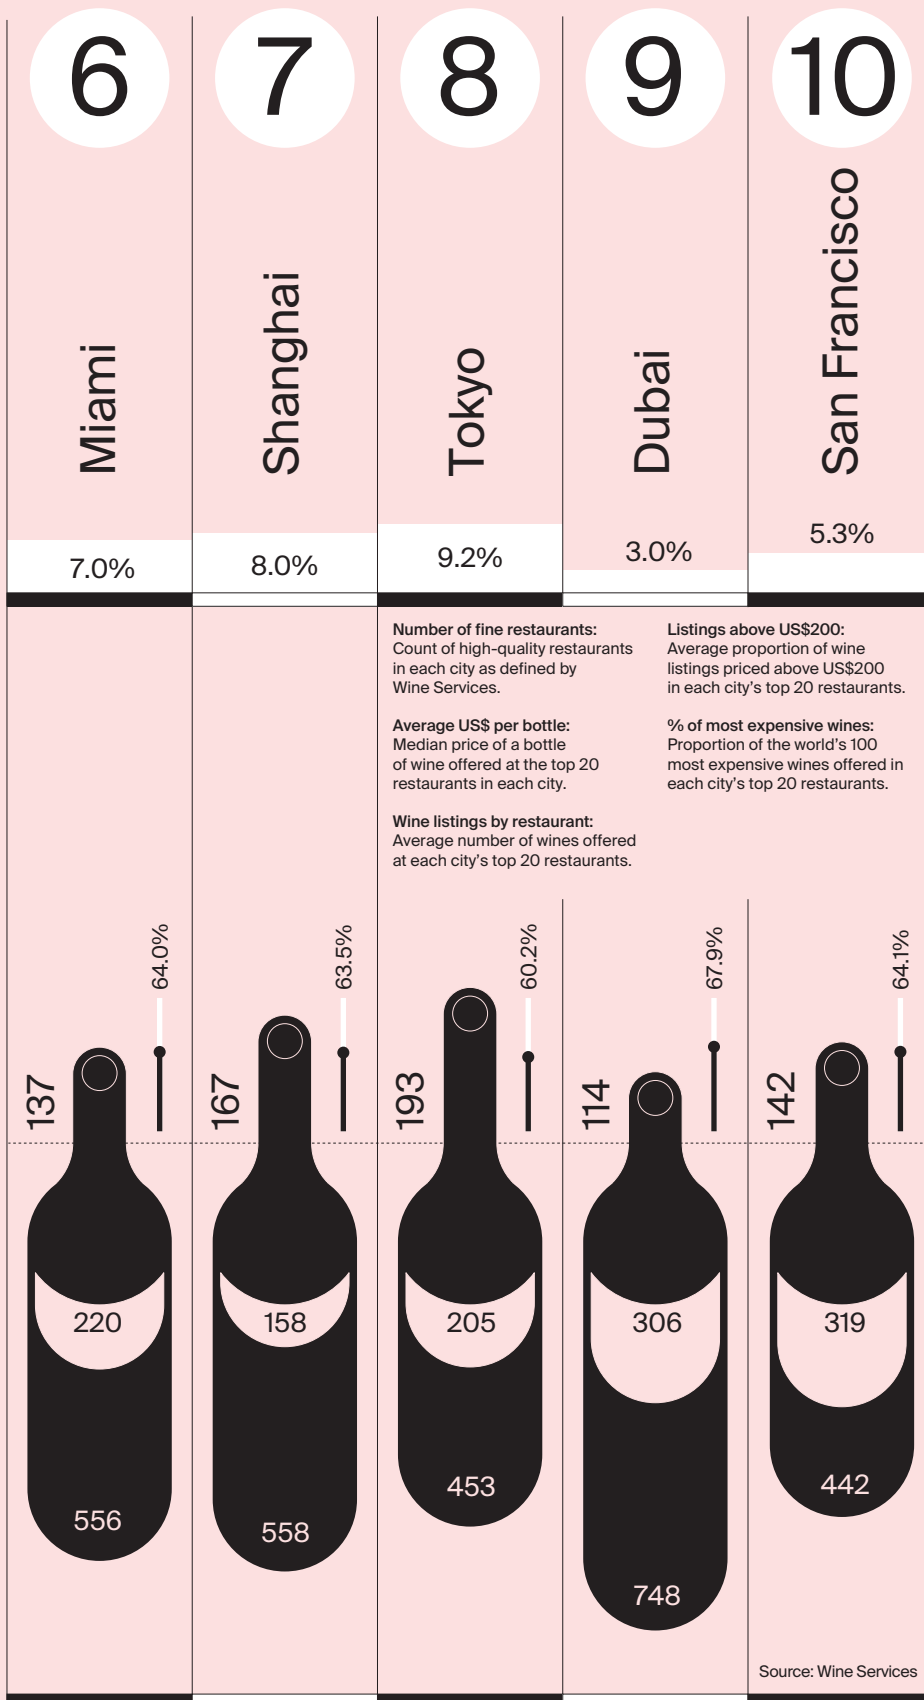 6
7
8
9
10
Miami
Shanghai
Tokyo
Dubai
San Francisco
7.0%
8.0%
9.2%
3.0%
5.3%
Number of fine restaurants:
Count of high-quality restaurants
in each city as defined by
Wine Services.
Average US$ per bottle:
Median price of a bottle
of wine offered at the top 20
restaurants in each city.
Wine listings by restaurant:
Average number of wines offered
at each city’s top 20 restaurants.
Listings above US$200:
Average proportion of wine
listings priced above US$200
in each city’s top 20 restaurants.
% of most expensive wines:
Proportion of the world’s 100
most expensive wines offered in
each city’s top 20 restaurants.
137
64.0%
167
63.5%
193
60.2%
114
67.9%
142
64.1%
220
158
205
306
319
556
558
453
748
442
Source: Wine Services